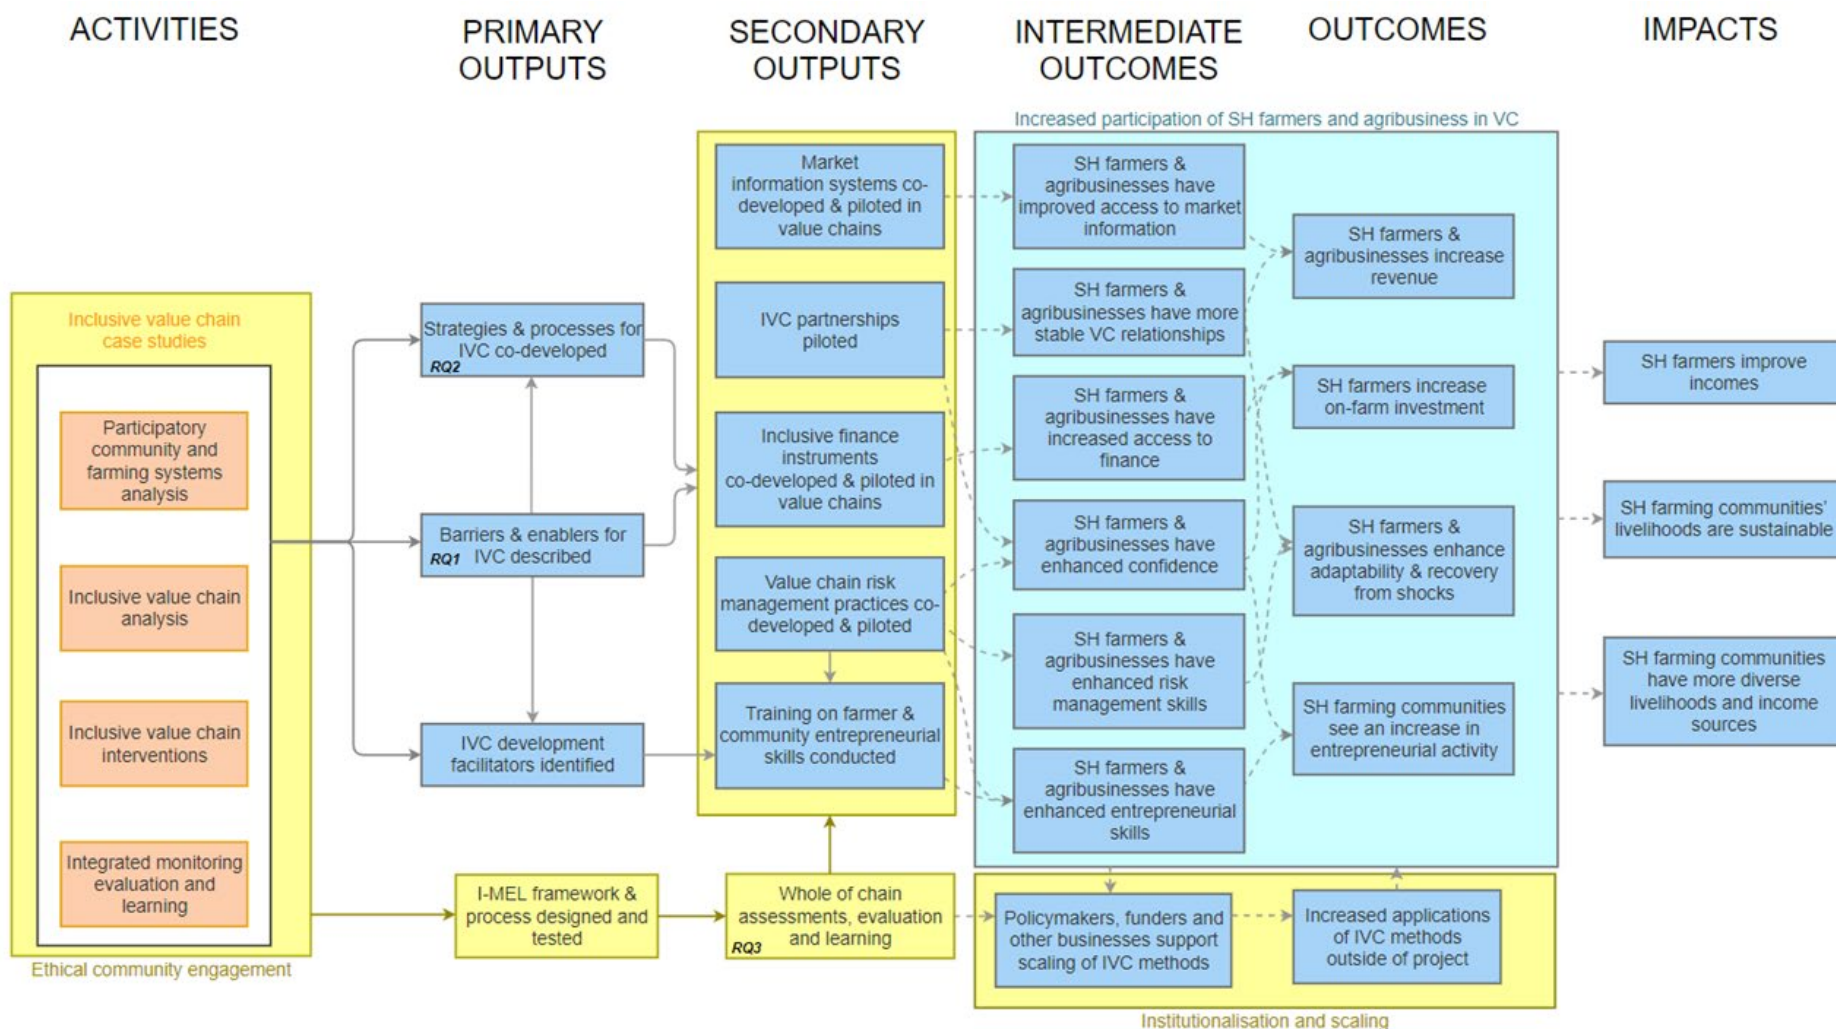 ACTIVITIES
PRIMARY
OUTPUTS
SECONDARY
OUTPUTS
INTERMEDIATE
OUTCOMES
OUTCOMES
IMPACTS
Inclusive value chain
case studies
Participatory
community and
farming systems
analysis
Inclusive value chain
analysis
Inclusive value chain
interventions
Integrated monitoring
evaluation and
learning
Ethical community engagement
Strategies & processes for
IVC co-developed
RQ2
Barriers & enablers for
IVC described
RQ1
IVC development
facilitators identified
I-MEL framework &
process designed and
tested
Market
information systems co-
developed & piloted in
value chains
IVC partnerships
piloted
Inclusive finance
instruments
co-developed & piloted in
value chains
Value chain risk
management practices co-
developed & piloted
Training on farmer &
community entrepreneurial
skills conducted
Whole of chain
assessments, evaluation
and learning
RQ3
Increased participation of SH farmers and agribusiness in VC
SH farmers &
agribusinesses have
improved access to market
information
SH farmers &
agribusinesses have more
stable VC relationships
SH farmers &
agribusinesses have
increased access to
finance
SH farmers &
agribusinesses have
enhanced confidence
SH farmers &
agribusinesses have
enhanced risk
management skills
SH farmers &
agribusinesses have
enhanced entrepreneurial
skills
Policymakers, funders and
other businesses support
scaling of IVC methods
SH farmers &
agribusinesses increase
revenue
SH farmers increase
on-farm investment
SH farmers &
agribusinesses enhance
adaptability & recovery
from shocks
SH farming communities
see an increase in
entrepreneurial activity
Increased applications
of IVC methods
outside of project
Institutionalisation and scaling
SH farmers improve
incomes
SH farming communities'
livelihoods are sustainable
SH farming communities
have more diverse
livelihoods and income
sources